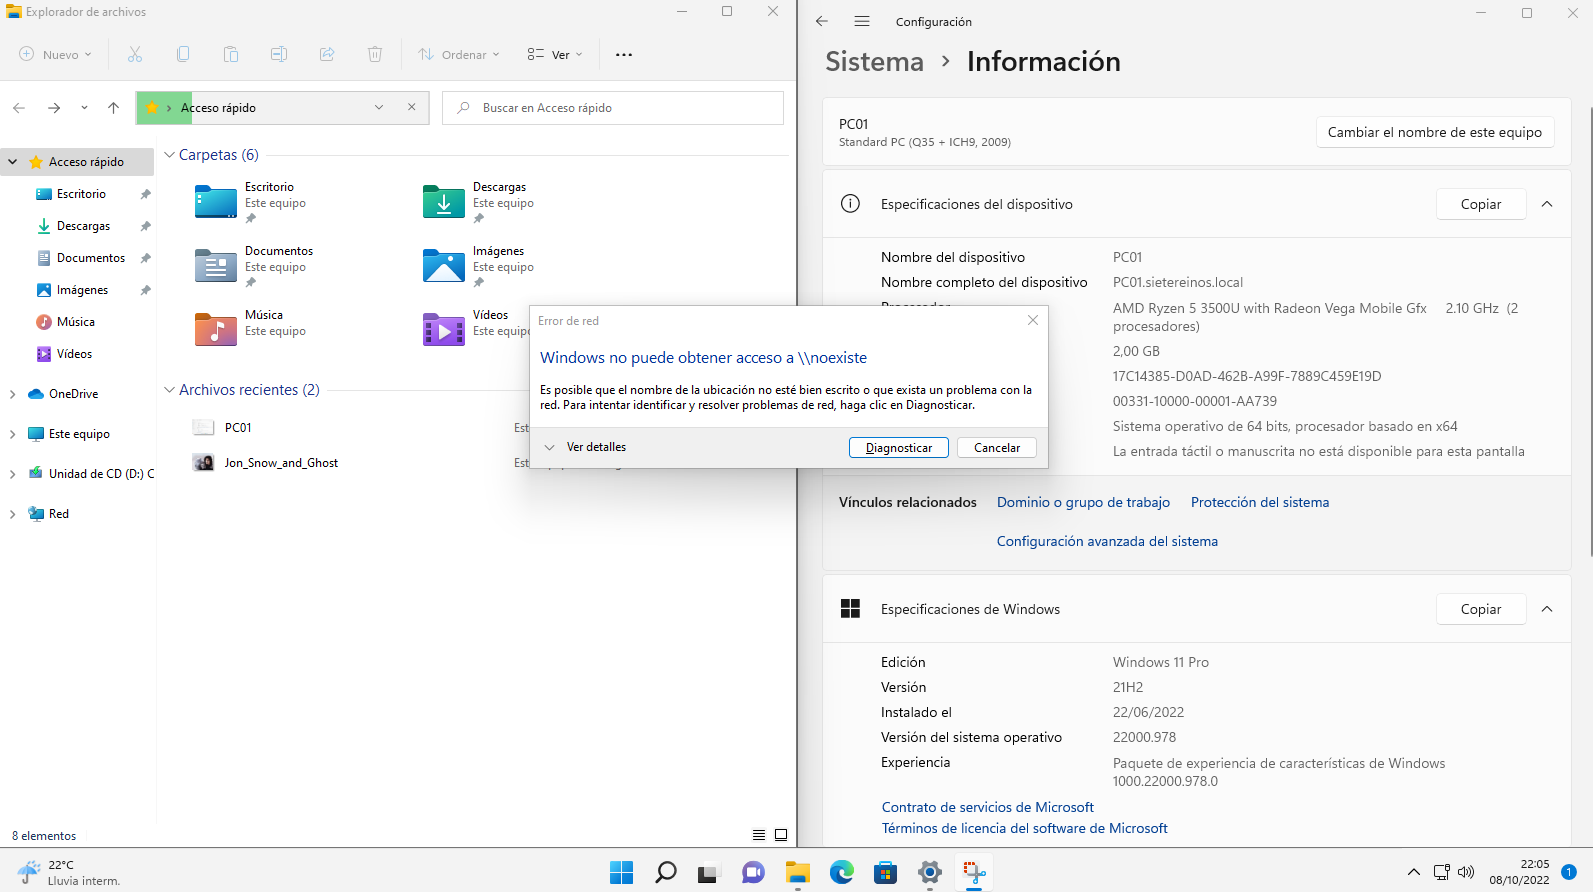 Explorador de archivos
Nuevo
Ordenar
Ver
Acceso rápido
Buscar en Acceso rápido
Acceso rápido
Escritorio
Descargas
Documentos
Imágenes
Música
Vídeos
OneDrive
Este equipo
Unidad de CD (D:) C
Red
Carpetas (6)
Escritorio
Este equipo
Descargas
Este equipo
Documentos
Este equipo
Imágenes
Este equipo
Música
Este equipo
Vídeos
Este equipo
Archivos recientes (2)
PC01
Est
Jon_Snow_and_Ghost
Est
8 elementos
Error de red
Windows no puede obtener acceso a \\noexiste
Es posible que el nombre de la ubicación no esté bien escrito o que exista un problema con la
red. Para intentar identificar y resolver problemas de red, haga clic en Diagnosticar.
Ver detalles
Diagnosticar
Cancelar
Configuración
Sistema › Información
PC01
Standard PC (Q35 + ICH9, 2009)
Cambiar el nombre de este equipo
Especificaciones del dispositivo
Copiar
Nombre del dispositivo PC01
Nombre completo del dispositivo PC01.sietereinos.local
AMD Ryzen 5 3500U with Radeon Vega Mobile Gfx 2.10 GHz (2
procesadores)
2,00 GB
17C14385-D0AD-462B-A99F-7889C459E19D
00331-10000-00001-AA739
Sistema operativo de 64 bits, procesador basado en x64
La entrada táctil o manuscrita no está disponible para esta pantalla
Vínculos relacionados Dominio o grupo de trabajo Protección del sistema
Configuración avanzada del sistema
Especificaciones de Windows
Copiar
Edición Windows 11 Pro
Versión 21H2
Instalado el 22/06/2022
Versión del sistema operativo 22000.978
Experiencia Paquete de experiencia de características de Windows
1000.22000.978.0
Contrato de servicios de Microsoft
Términos de licencia del software de Microsoft
22°C
Lluvia interm.
22:05
08/10/2022
1